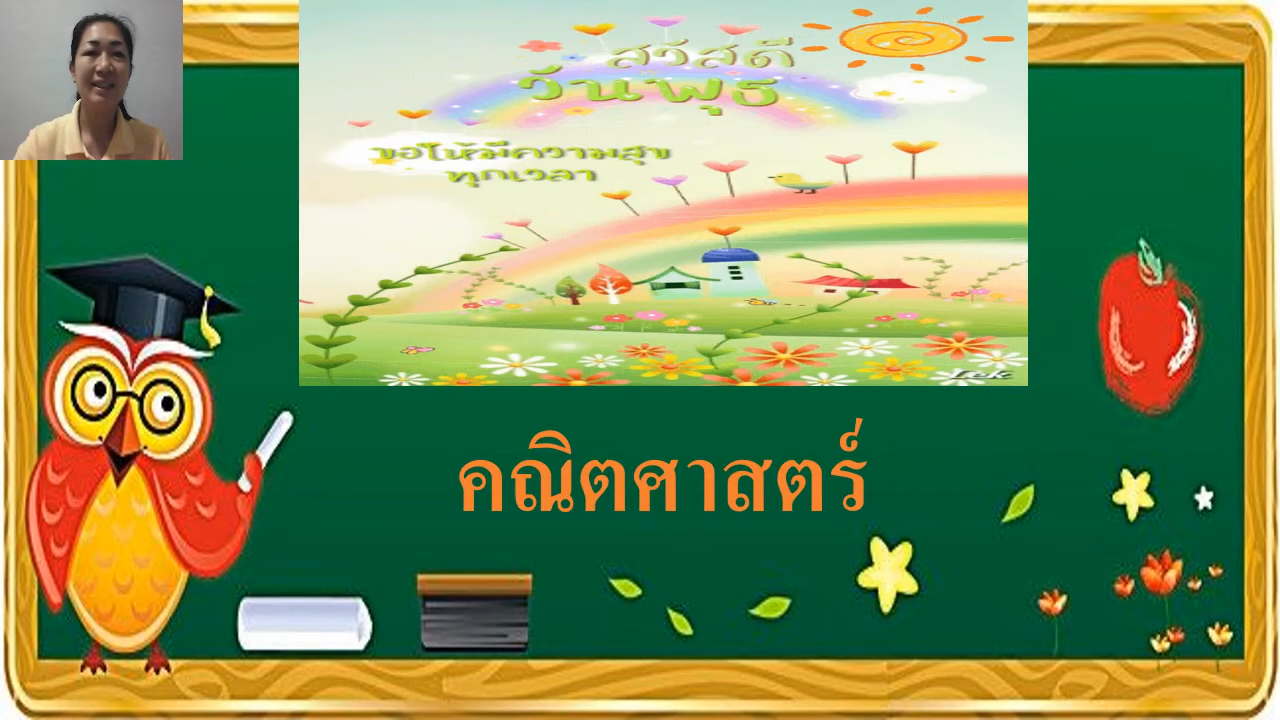 สวัสดี
วันพุธ
ขอให้มีความสุข
ทุกเวลา
Lek
คณิตศาสตร์